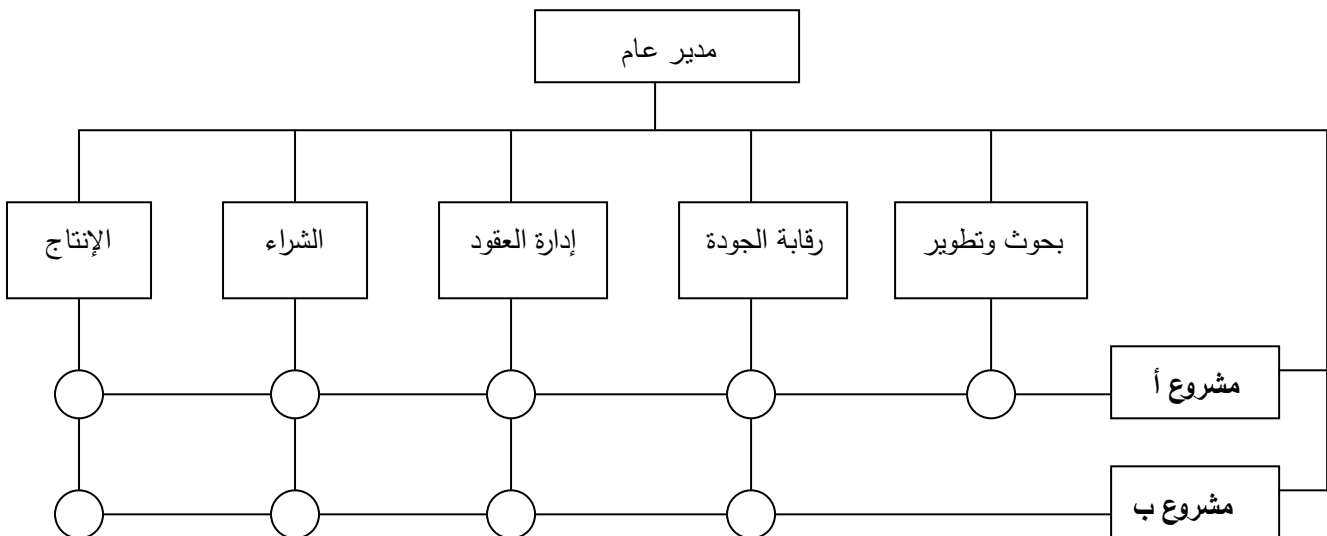 مدير عام
بحوث وتطوير
رقابة الجودة
إدارة العقود
الشراء
الإنتاج
مشروع أ
مشروع ب